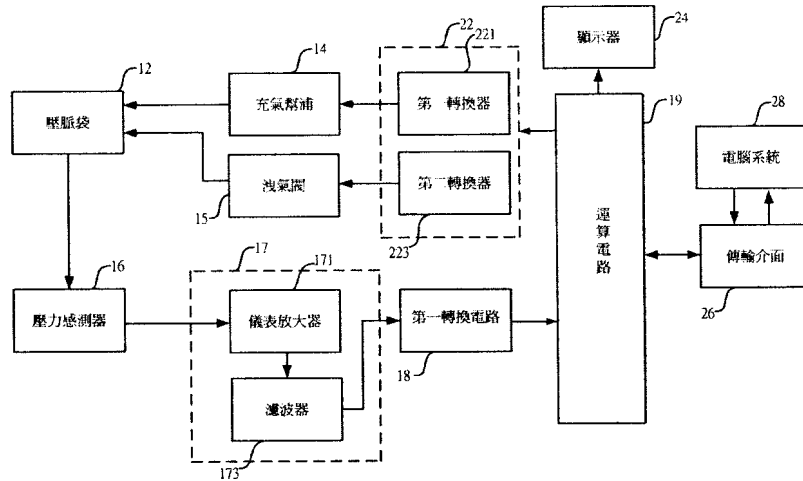 顯示器
24
22
221
14
12
19
28
充氣幫浦
第一轉換器
壓脈袋
電腦系統
洩氣閥
第二轉換器
15
223
運算電路
傳輸介面
26
16
17
171
壓力感測器
儀表放大器
第一轉換電路
18
濾波器
173